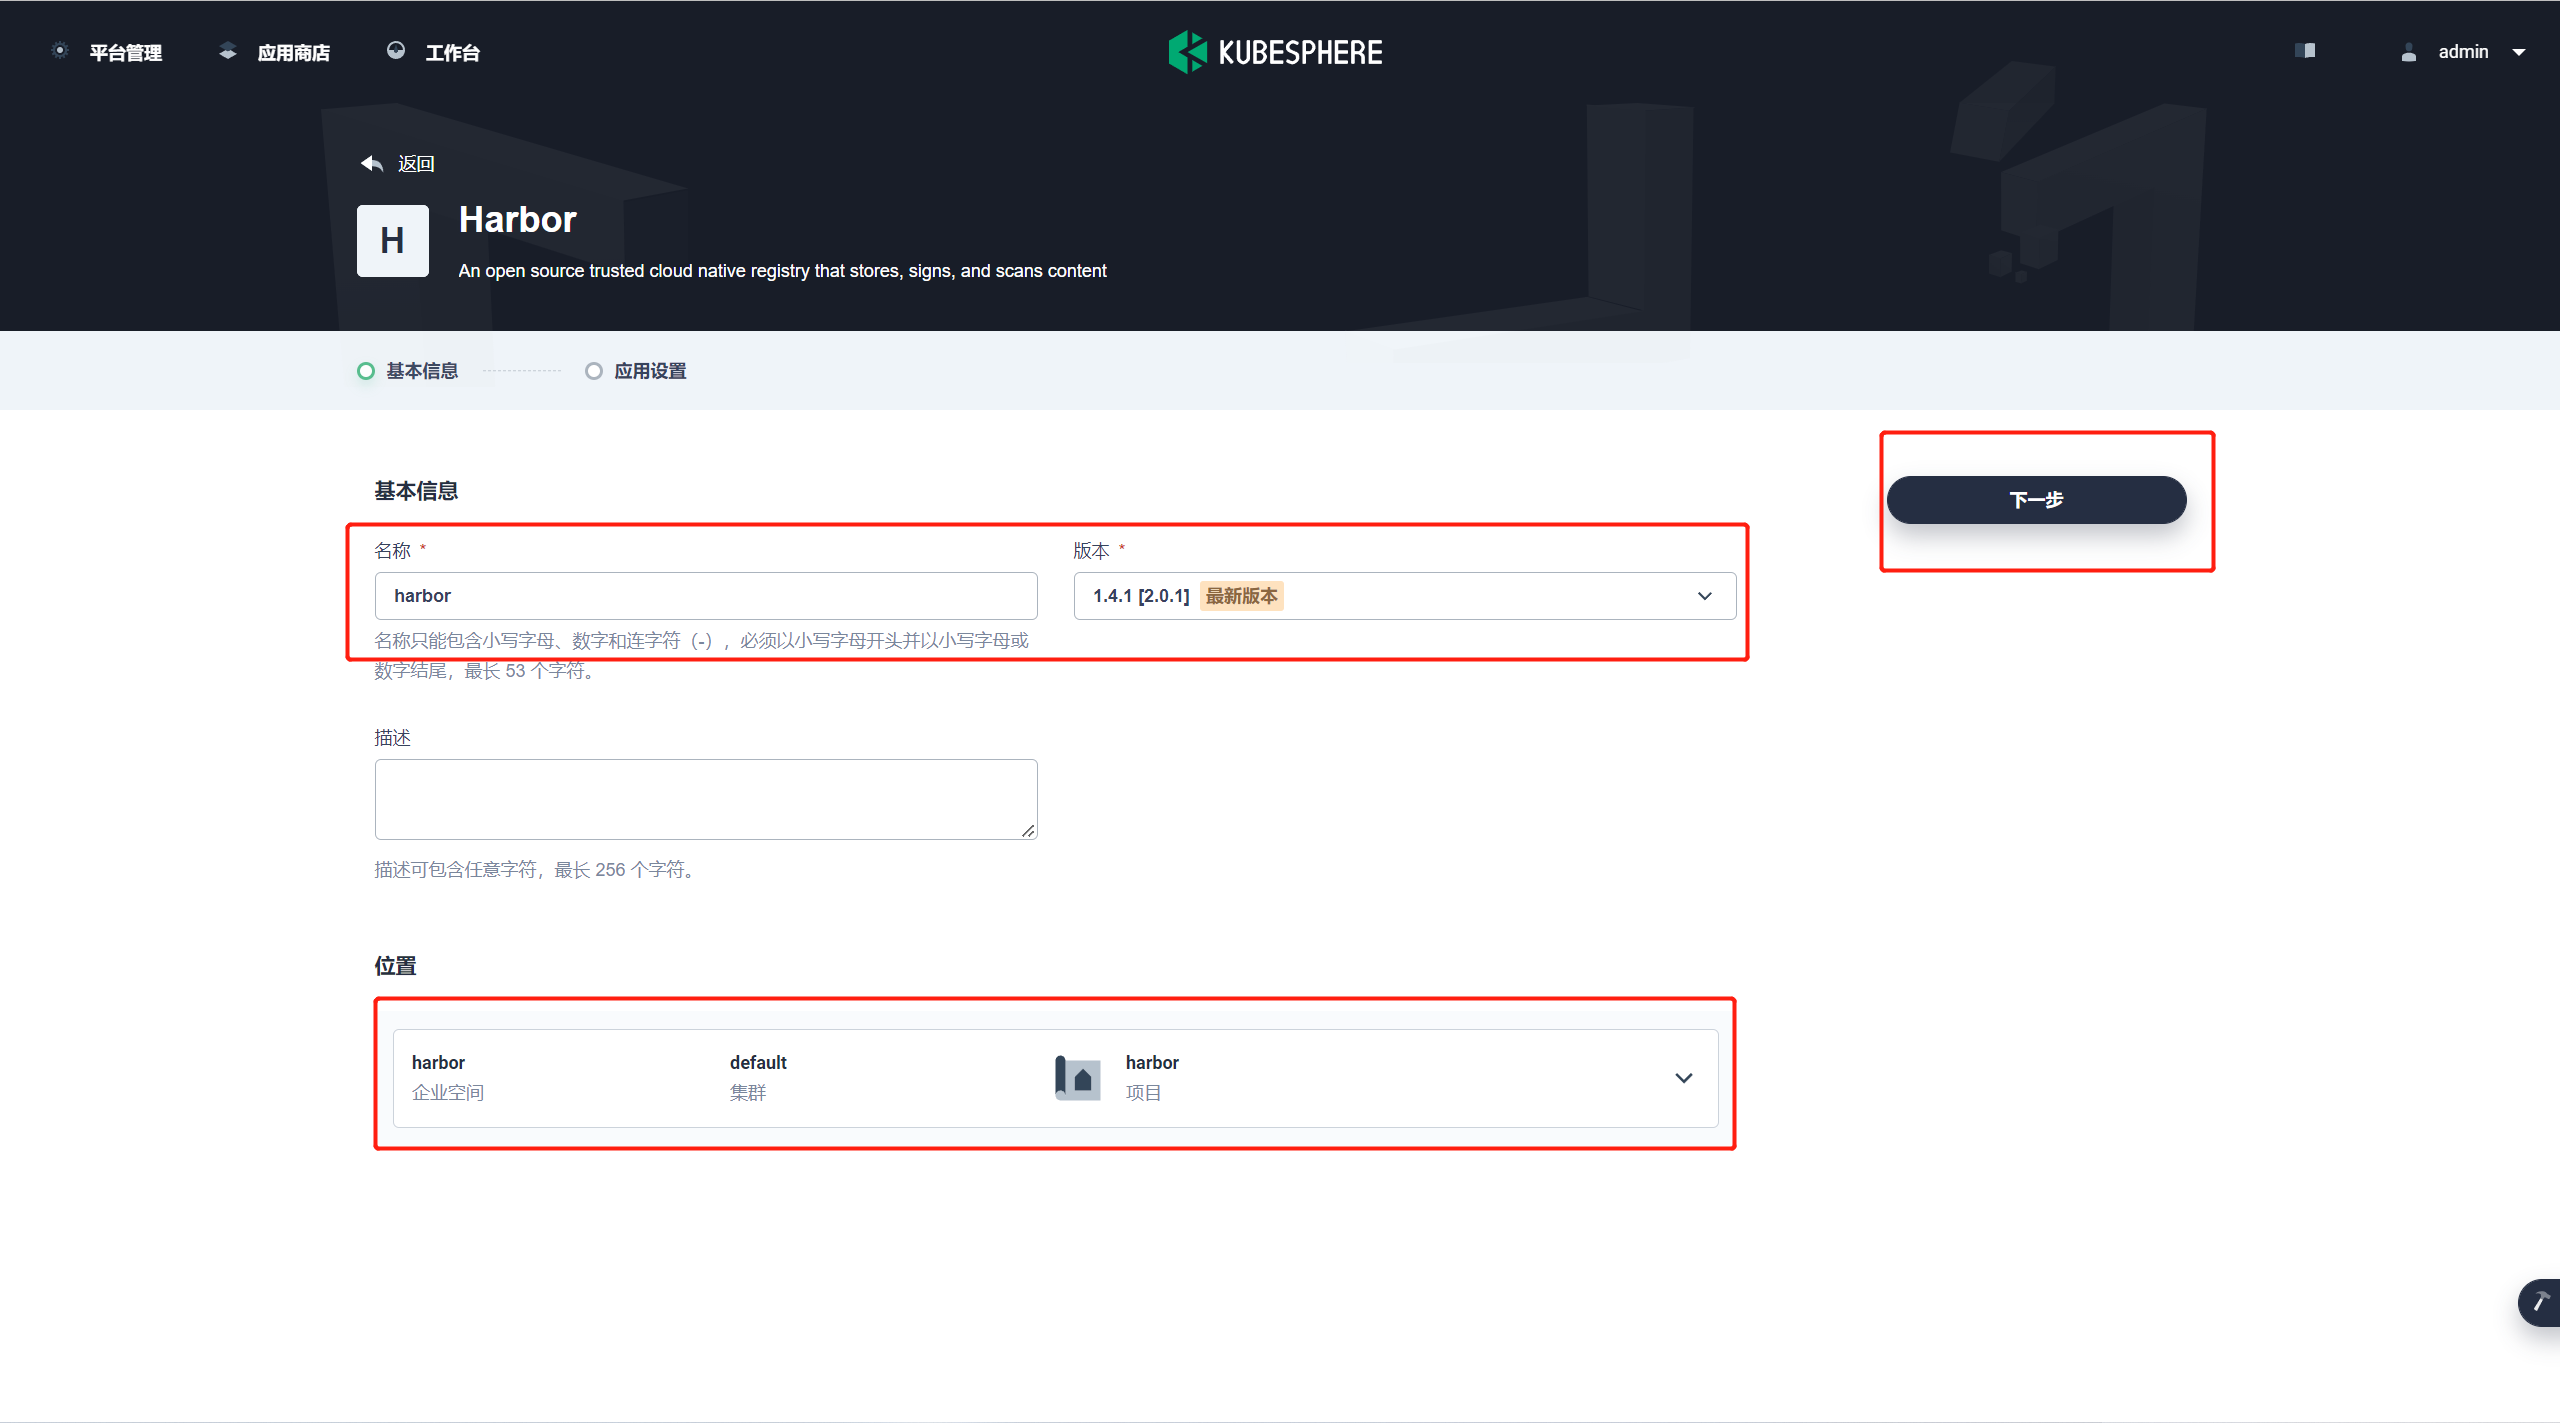 平台管理
应用商店
工作台
KUBESPHERE
admin
返回
H
Harbor
An open source trusted cloud native registry that stores, signs, and scans content
基本信息
应用设置
基本信息
下一步
名称 *
版本 *
harbor
1.4.1 [2.0.1] 最新版本
名称只能包含小写字母、数字和连字符（-），必须以小写字母开头并以小写字母或
数字结尾，最长 53 个字符。
描述
描述可包含任意字符，最长 256 个字符。
位置
harbor
default
harbor
企业空间
集群
项目